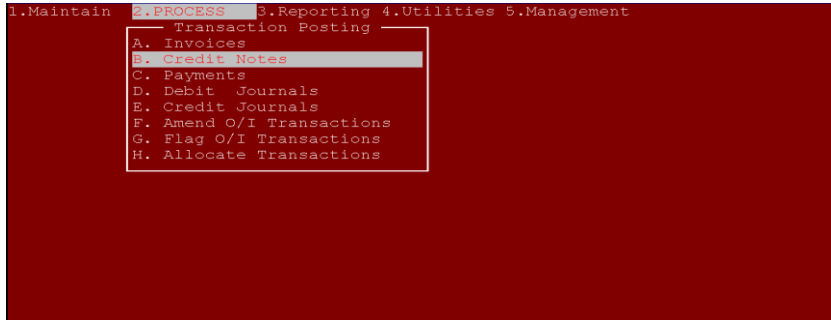 1.Maintain 2.PROCESS 3.Reporting 4.Utilities 5.Management
Transaction Posting
A. Invoices
B. Credit Notes
C. Payments
D. Debit  Journals
E. Credit Journals
F. Amend O/I Transactions
G. Flag O/I Transactions
H. Allocate Transactions